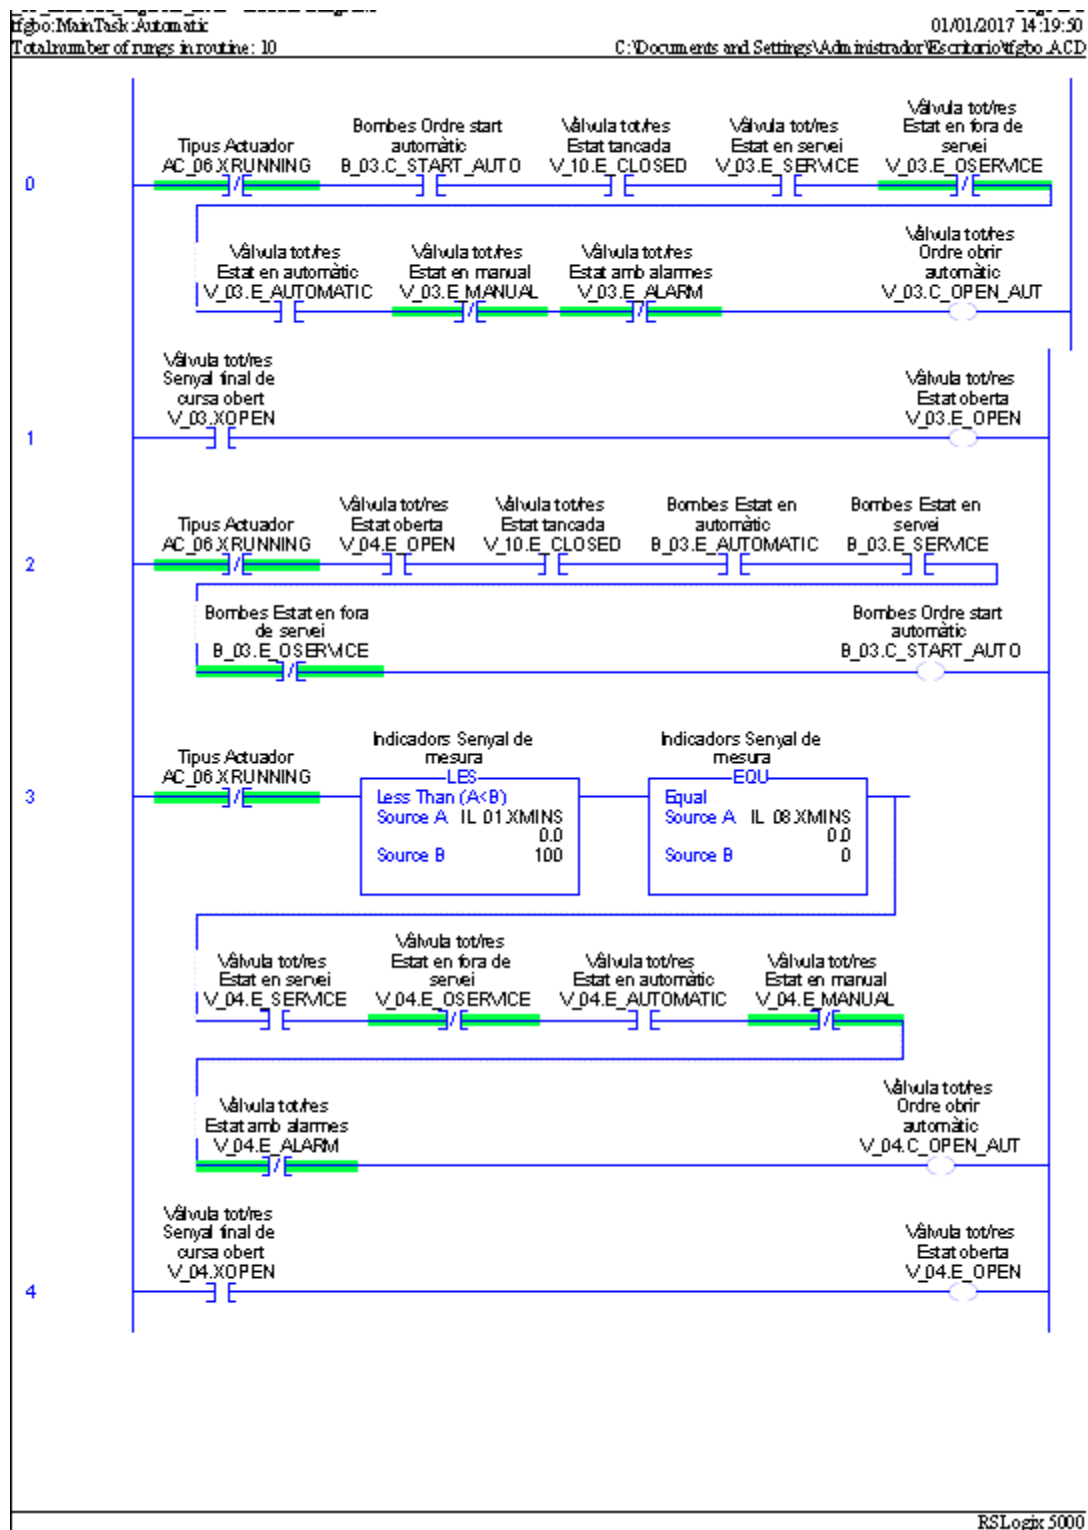 tfgbo:MainTask:Automatic
01/01/2017 14:19:50
Total number of rungs in routine: 10
C:\Documents and Settings\Administrador\Escritorio\tfgbo.ACD
0
Tipus Actuador
AC_06.XRUNNING
Bombes Ordre start
automàtic
B_03.C_START_AUTO
Vàlvula tot/res
Estat tancada
V_10.E_CLOSED
Vàlvula tot/res
Estat en servei
V_03.E_SERVICE
Vàlvula tot/res
Estat en fora de
servei
V_03.E_OSERVICE
Vàlvula tot/res
Estat en automàtic
V_03.E_AUTOMATIC
Vàlvula tot/res
Estat en manual
V_03.E_MANUAL
Vàlvula tot/res
Estat amb alarmes
V_03.E_ALARM
Vàlvula tot/res
Ordre obrir
automàtic
V_03.C_OPEN_AUT
1
Vàlvula tot/res
Senyal final de
cursa obert
V_03.XOPEN
Vàlvula tot/res
Estat oberta
V_03.E_OPEN
2
Tipus Actuador
AC_06.XRUNNING
Vàlvula tot/res
Estat oberta
V_04.E_OPEN
Vàlvula tot/res
Estat tancada
V_10.E_CLOSED
Bombes Estat en
automàtic
B_03.E_AUTOMATIC
Bombes Estat en
servei
B_03.E_SERVICE
Bombes Estat en fora
de servei
B_03.E_OSERVICE
Bombes Ordre start
automàtic
B_03.C_START_AUTO
3
Tipus Actuador
AC_06.XRUNNING
Indicadors Senyal de
mesura
LES
Less Than (A<B)
Source A IL_01.XMINS
0.0
Source B 100
Indicadors Senyal de
mesura
EQU
Equal
Source A IL_08.XMINS
0.0
Source B 0
Vàlvula tot/res
Estat en servei
V_04.E_SERVICE
Vàlvula tot/res
Estat en fora de
servei
V_04.E_OSERVICE
Vàlvula tot/res
Estat en automàtic
V_04.E_AUTOMATIC
Vàlvula tot/res
Estat en manual
V_04.E_MANUAL
Vàlvula tot/res
Estat amb alarmes
V_04.E_ALARM
Vàlvula tot/res
Ordre obrir
automàtic
V_04.C_OPEN_AUT
4
Vàlvula tot/res
Senyal final de
cursa obert
V_04.XOPEN
Vàlvula tot/res
Estat oberta
V_04.E_OPEN
RSLogix 5000